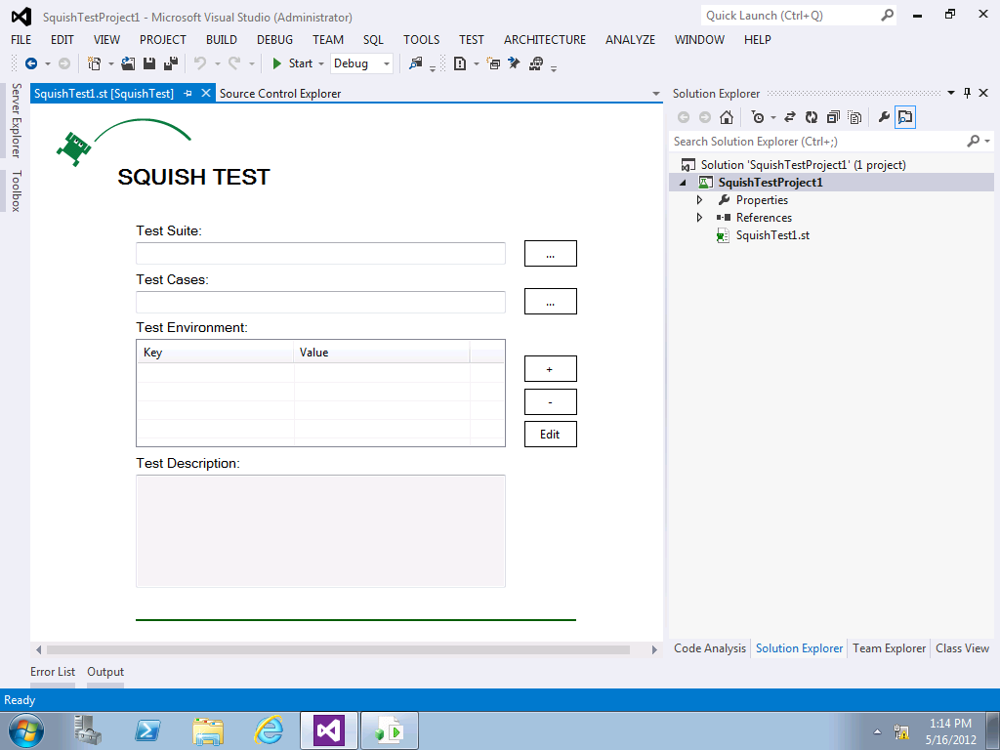 SquishTestProject1 - Microsoft Visual Studio (Administrator)
Quick Launch (Ctrl+Q)
FILE EDIT VIEW PROJECT BUILD DEBUG TEAM SQL TOOLS TEST ARCHITECTURE ANALYZE WINDOW HELP
Start Debug
Server Explorer
Toolbox
SquishTest1.st [SquishTest] Source Control Explorer
SQUISH TEST
Test Suite:
...
Test Cases:
...
Test Environment:
Key Value
+
-
Edit
Test Description:
Solution Explorer
Search Solution Explorer (Ctrl+;)
Solution 'SquishTestProject1' (1 project)
SquishTestProject1
Properties
References
SquishTest1.st
Code Analysis Solution Explorer Team Explorer Class View
Error List Output
Ready
1:14 PM
5/16/2012